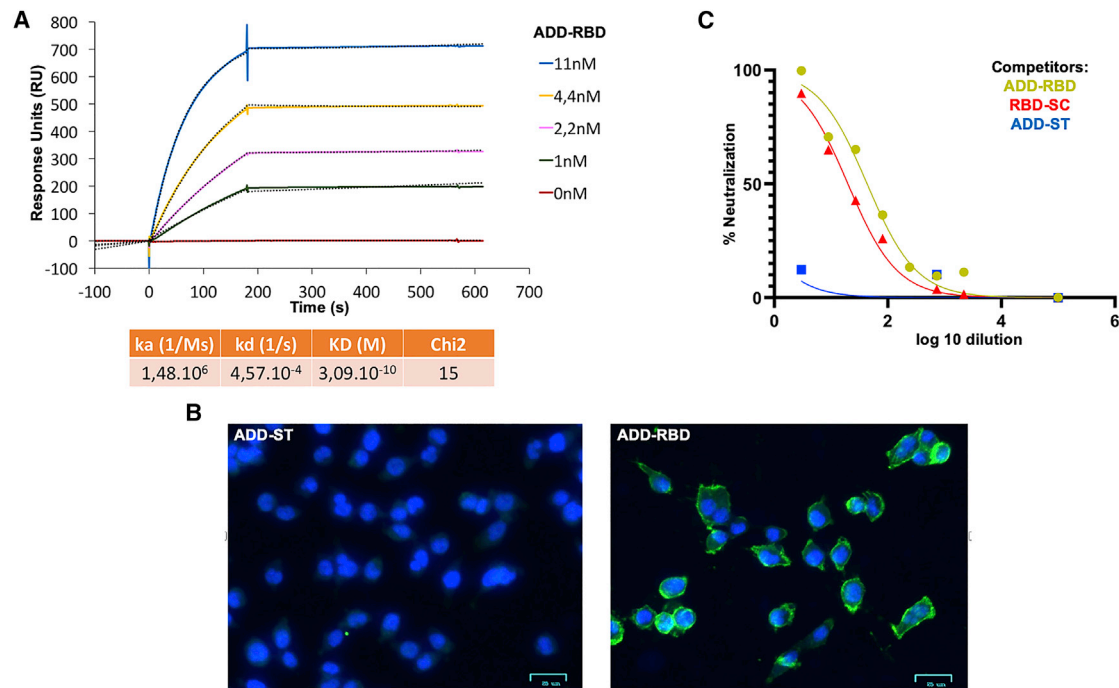 A
800
700
600
500
400
300
200
100
0
-100
Response Units (RU)
-100 0 100 200 300 400 500 600 700
Time (s)
ADD-RBD
11nM
4,4nM
2,2nM
1nM
0nM
ka (1/Ms) kd (1/s) KD (M) Chi2
1,48.10⁶ 4,57.10⁻⁴ 3,09.10⁻¹⁰ 15
C
100
50
0
% Neutralization
0 2 4 6
log 10 dilution
Competitors:
ADD-RBD
RBD-SC
ADD-ST
B
ADD-ST
ADD-RBD